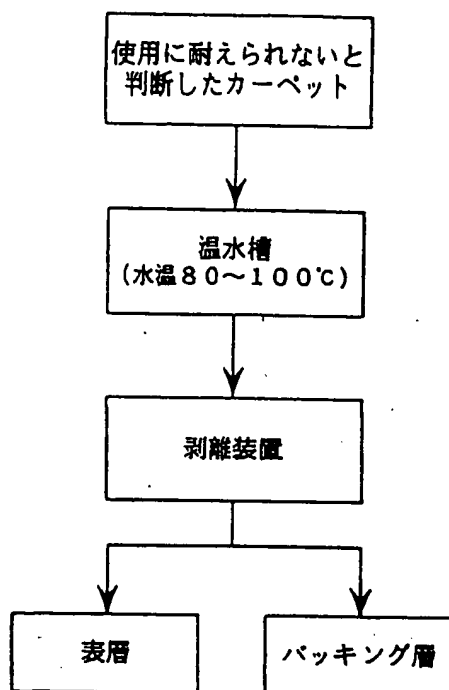 使用に耐えられないと
判断したカーペット
温水槽
(水温80〜100℃)
剥離装置
表層
バッキング層